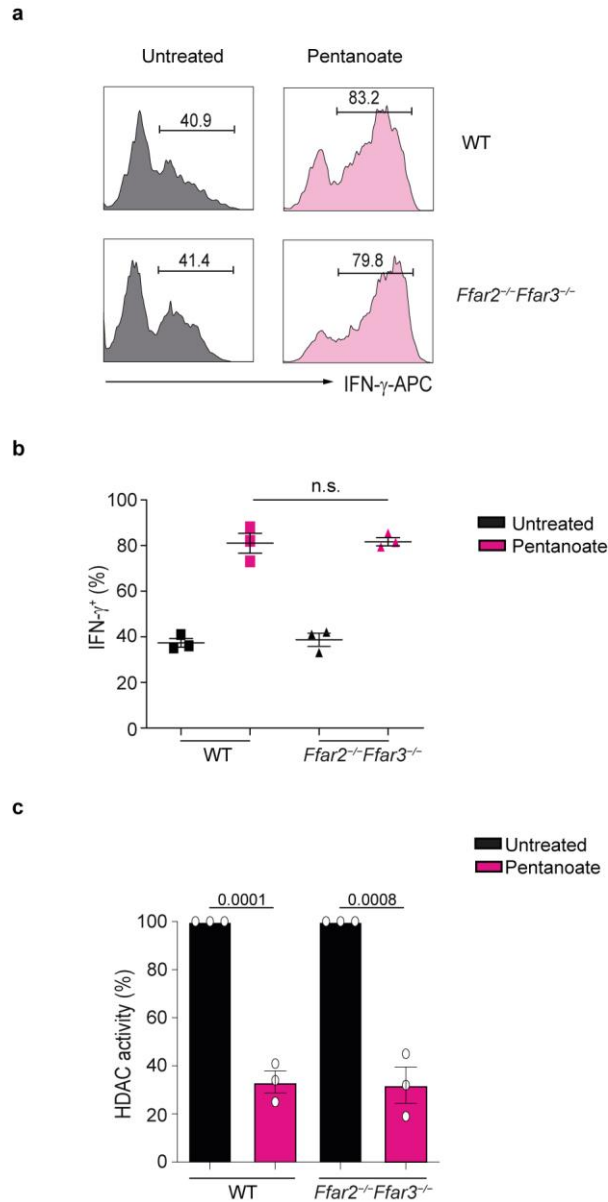 a
Untreated
Pentanoate
40.9
83.2
WT
41.4
79.8
Ffar2⁻/⁻Ffar3⁻/⁻
IFN-γ-APC
b
n.s.
Untreated
Pentanoate
100
80
60
40
20
0
IFN-γ⁺ (%)
WT
Ffar2⁻/⁻Ffar3⁻/⁻
c
Untreated
Pentanoate
0.0001
0.0008
100
80
60
40
20
0
HDAC activity (%)
WT
Ffar2⁻/⁻Ffar3⁻/⁻